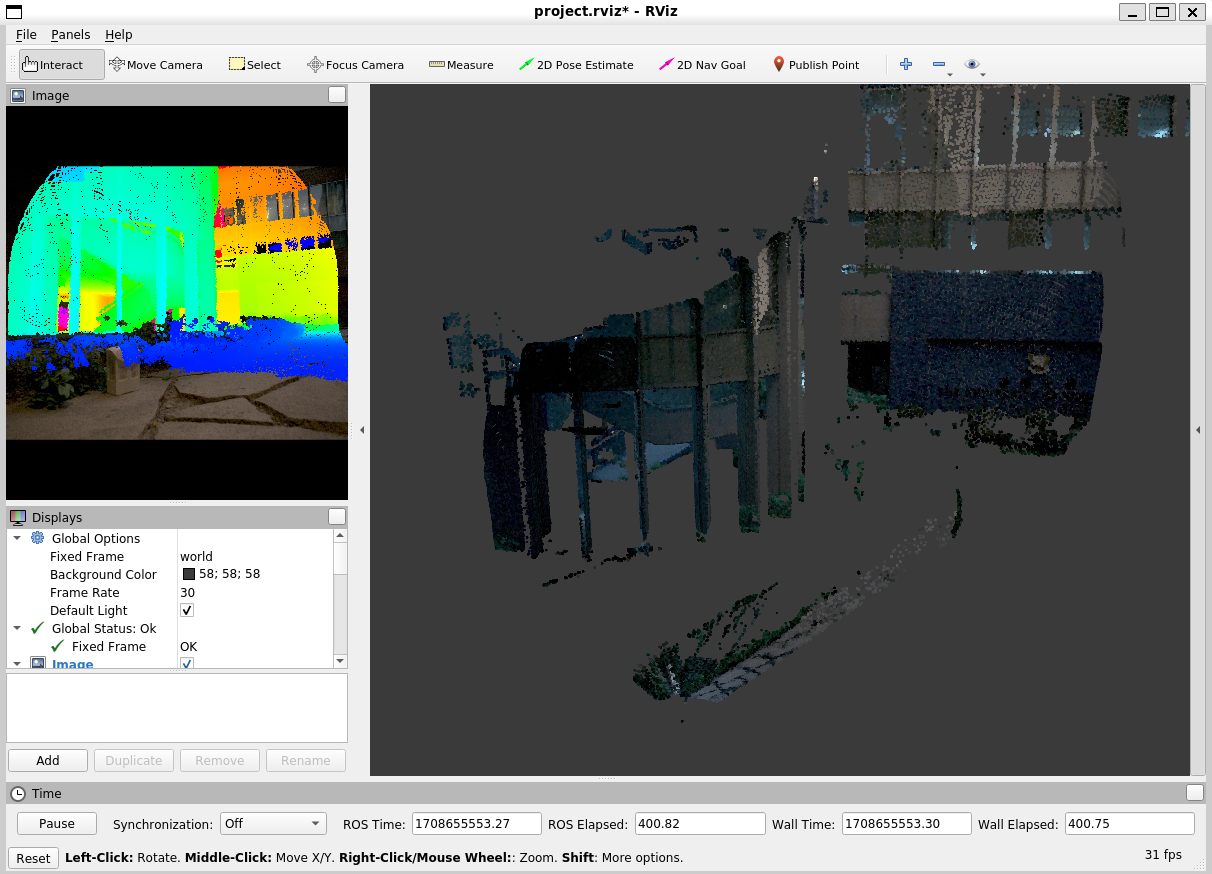 project.rviz* - RViz
File Panels Help
Interact Move Camera Select Focus Camera Measure 2D Pose Estimate 2D Nav Goal Publish Point
Image
Displays
Global Options
Fixed Frame world
Background Color 58; 58; 58
Frame Rate 30
Default Light
Global Status: Ok
Fixed Frame OK
Image
Add Duplicate Remove Rename
Time
Pause Synchronization: Off ROS Time: 1708655553.27 ROS Elapsed: 400.82 Wall Time: 1708655553.30 Wall Elapsed: 400.75
Reset Left-Click: Rotate. Middle-Click: Move X/Y. Right-Click/Mouse Wheel:: Zoom. Shift: More options. 31 fps